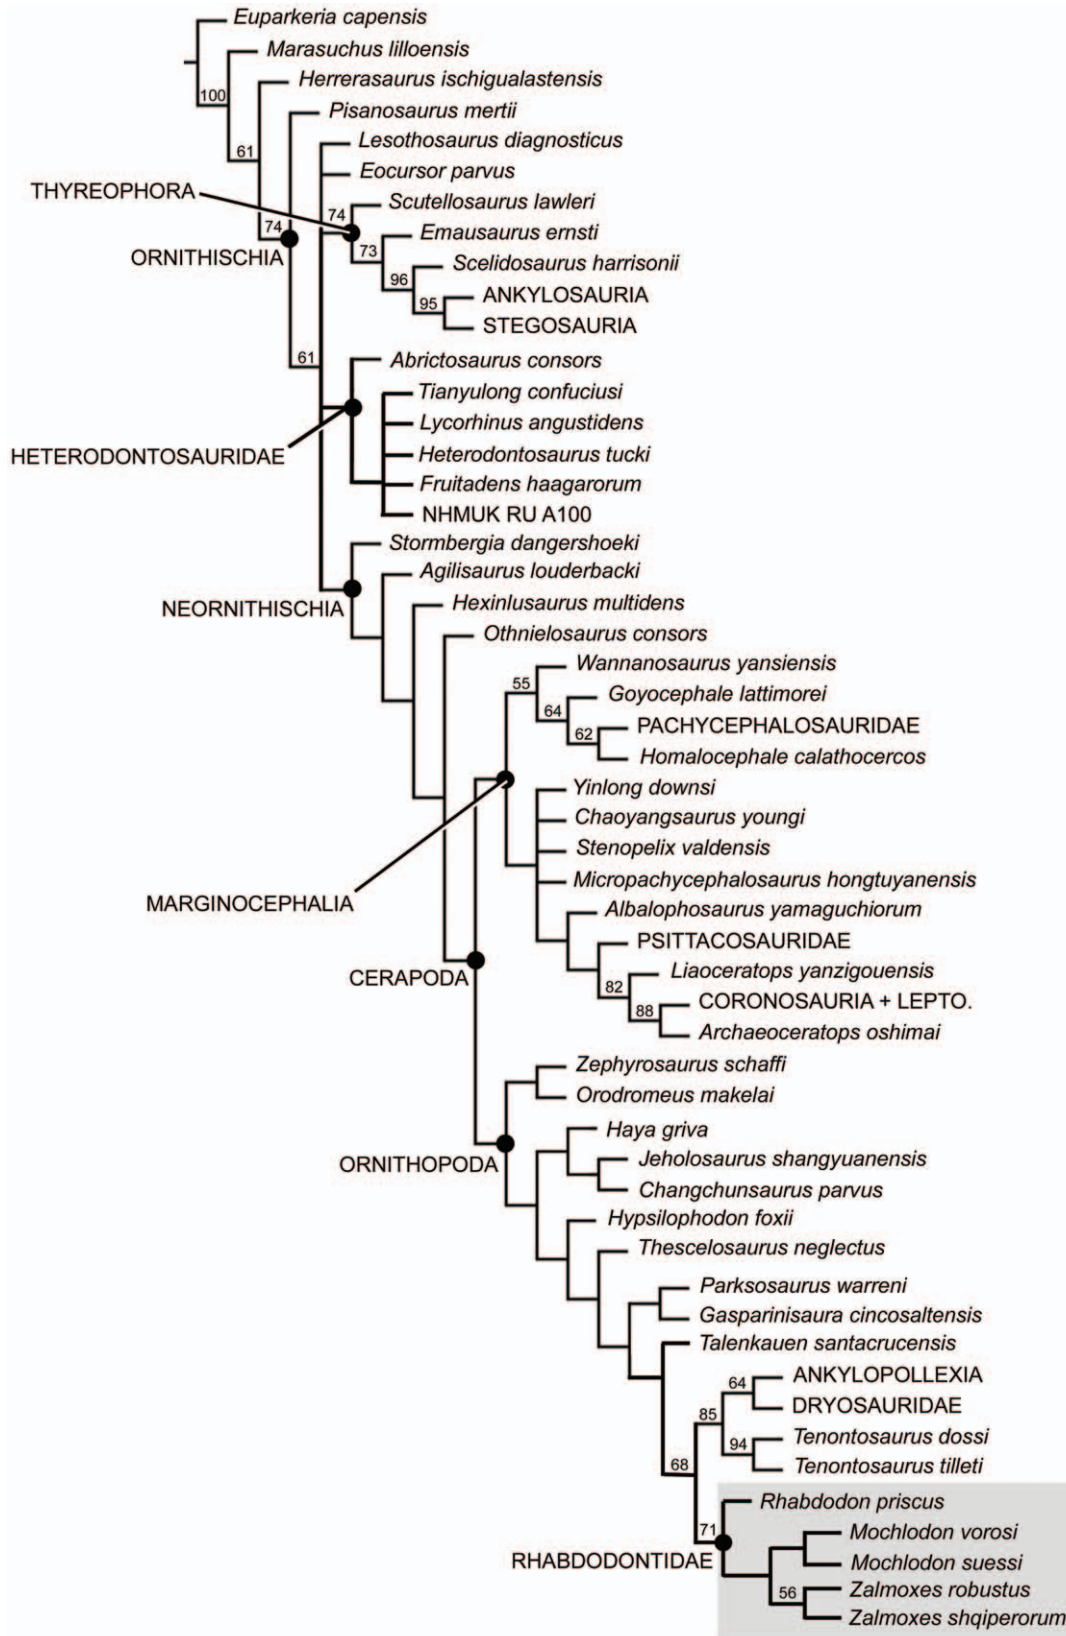 Euparkeria capensis
Marasuchus lilloensis
Herrerasaurus ischigualastensis
100
Pisanosaurus mertii
Lesothosaurus diagnosticus
61
Eocursor parvus
THYREOPHORA
Scutellosaurus lawleri
74
74
Emausaurus ernsti
ORNITHISCHIA
73
Scelidosaurus harrisonii
96
ANKYLOSAURIA
95
STEGOSAURIA
61
Abrictosaurus consors
Tianyulong confuciusi
Lycorhinus angustidens
HETERODONTOSAURIDAE
Heterodontosaurus tucki
Fruitadens haagarorum
NHMUK RU A100
Stormbergia dangershoeki
Agilisaurus louderbacki
NEORNITHISCHIA
Hexinlusaurus multidens
Othnielosaurus consors
Wannanosaurus yansiensis
55
Goyocephale lattimorei
64
PACHYCEPHALOSAURIDAE
62
Homalocephale calathocercos
Yinlong downsi
Chaoyangsaurus youngi
Stenopelix valdensis
Micropachycephalosaurus hongtuyanensis
MARGINOCEPHALIA
Albalophosaurus yamaguchiorum
PSITTACOSAURIDAE
CERAPODA
Liaoceratops yanzigouensis
82
CORONOSAURIA + LEPTO.
88
Archaeoceratops oshimai
Zephyrosaurus schaffi
Orodromeus makelai
Haya griva
ORNITHOPODA
Jeholosaurus shangyuanensis
Changchunsaurus parvus
Hypsilophodon foxii
Thescelosaurus neglectus
Parksosaurus warreni
Gasparinisaura cincosaltensis
Talenkauen santacrucensis
ANKYLOPOLLEXIA
64
DRYOSAURIDAE
85
Tenontosaurus dossi
94
Tenontosaurus tilleti
68
Rhabdodon priscus
71
Mochlodon vorosi
RHABDODONTIDAE
Mochlodon suessi
Zalmoxes robustus
56
Zalmoxes shqiperorum